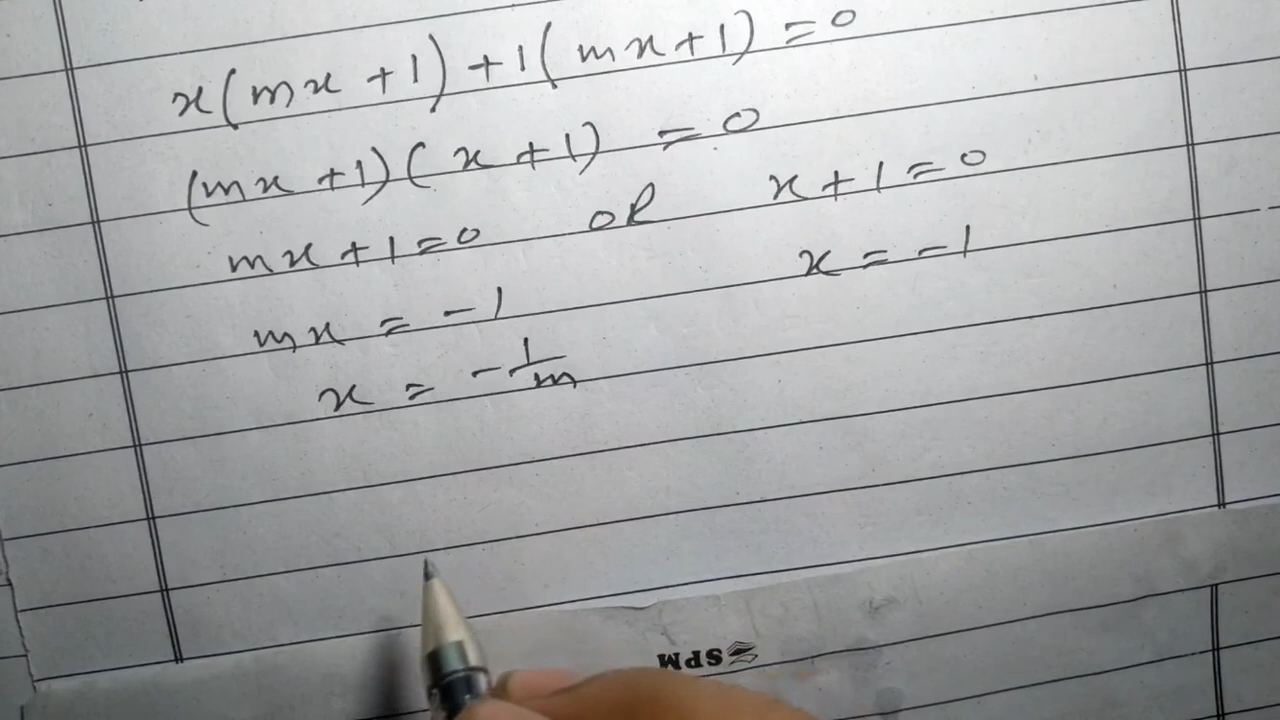 x(mx+1)+1(mx+1)=0
(mx+1)(x+1)=0
mx+1=0 OR x+1=0
x=-1
mx=-1
x=-1/m
SPM